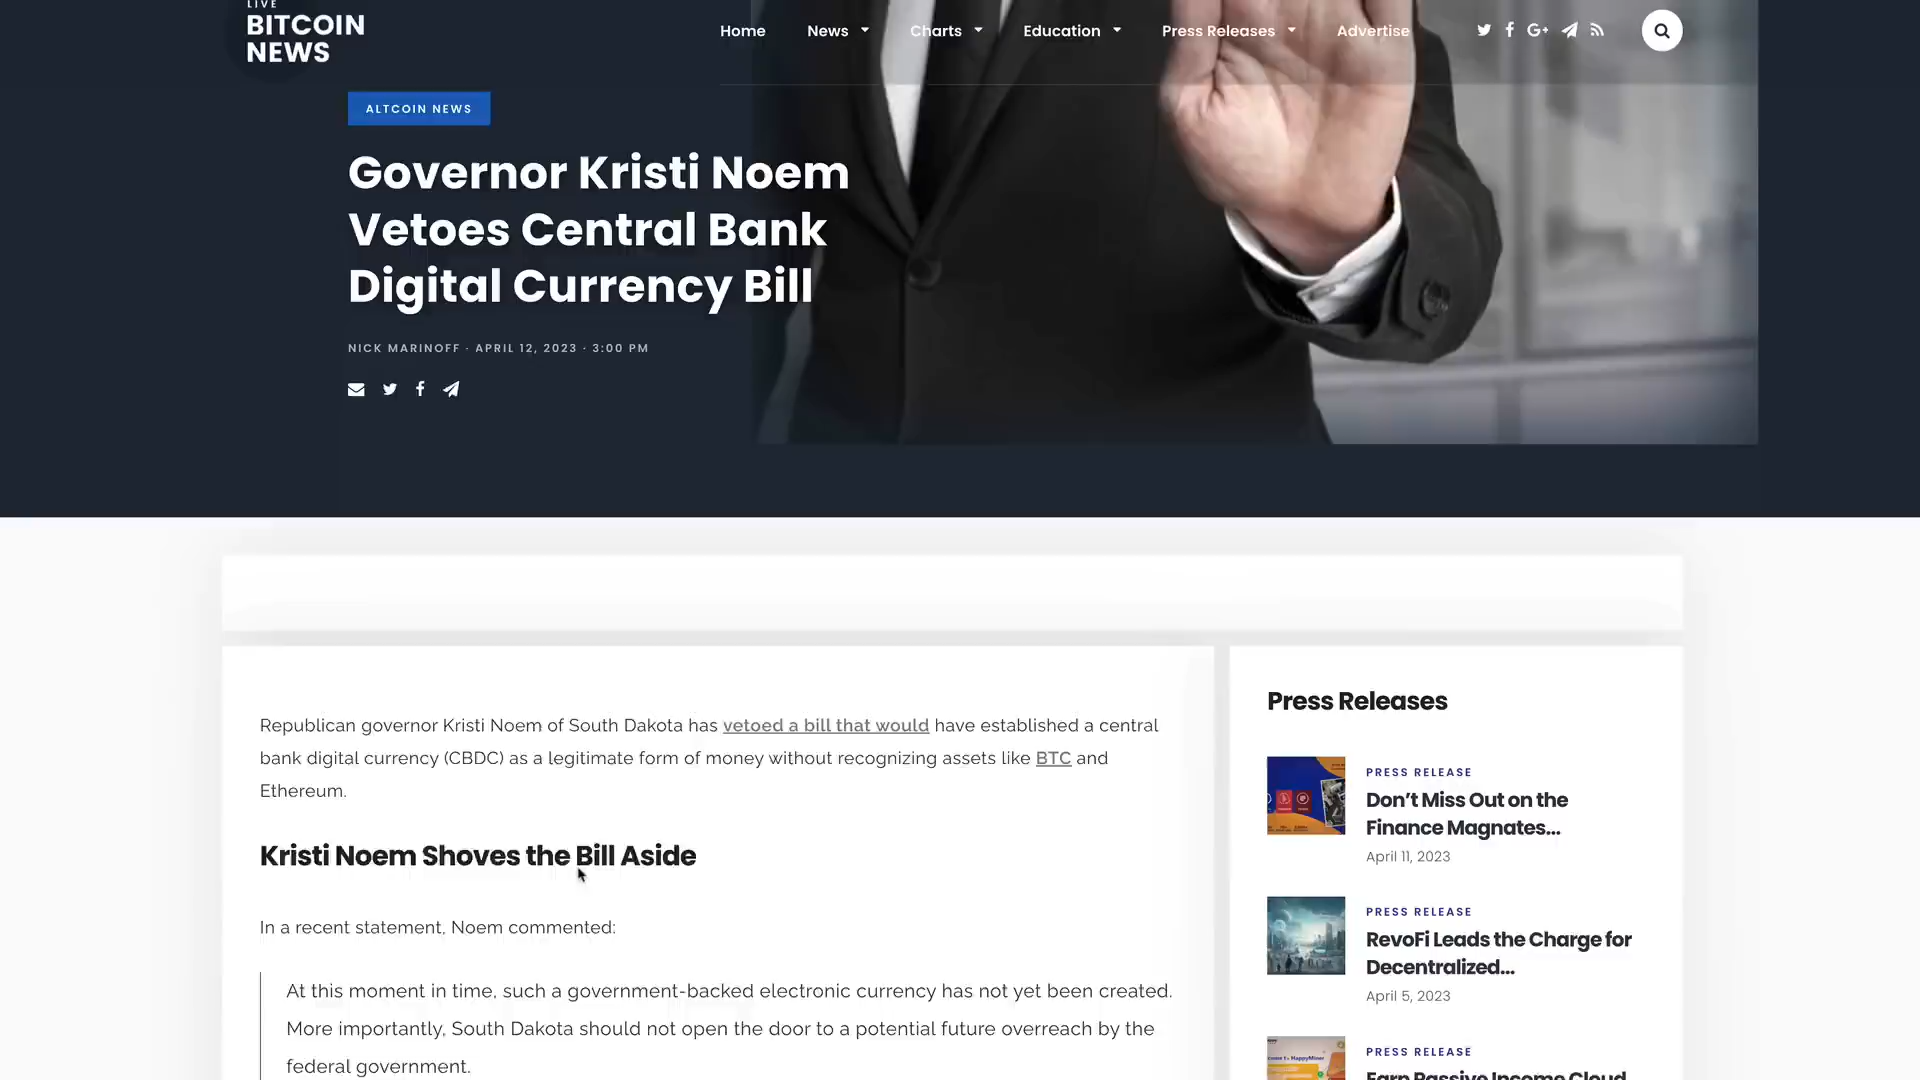 LIVE
BITCOIN
NEWS
Home
News
Charts
Education
Press Releases
Advertise
ALTCOIN NEWS
Governor Kristi Noem
Vetoes Central Bank
Digital Currency Bill
NICK MARINOFF · APRIL 12, 2023 · 3:00 PM
Republican governor Kristi Noem of South Dakota has vetoed a bill that would have established a central
bank digital currency (CBDC) as a legitimate form of money without recognizing assets like BTC and
Ethereum.
Kristi Noem Shoves the Bill Aside
In a recent statement, Noem commented:
At this moment in time, such a government-backed electronic currency has not yet been created.
More importantly, South Dakota should not open the door to a potential future overreach by the
federal government.
Press Releases
PRESS RELEASE
Don’t Miss Out on the
Finance Magnates...
April 11, 2023
PRESS RELEASE
RevoFi Leads the Charge for
Decentralized...
April 5, 2023
PRESS RELEASE
Earn Passive Income Cloud